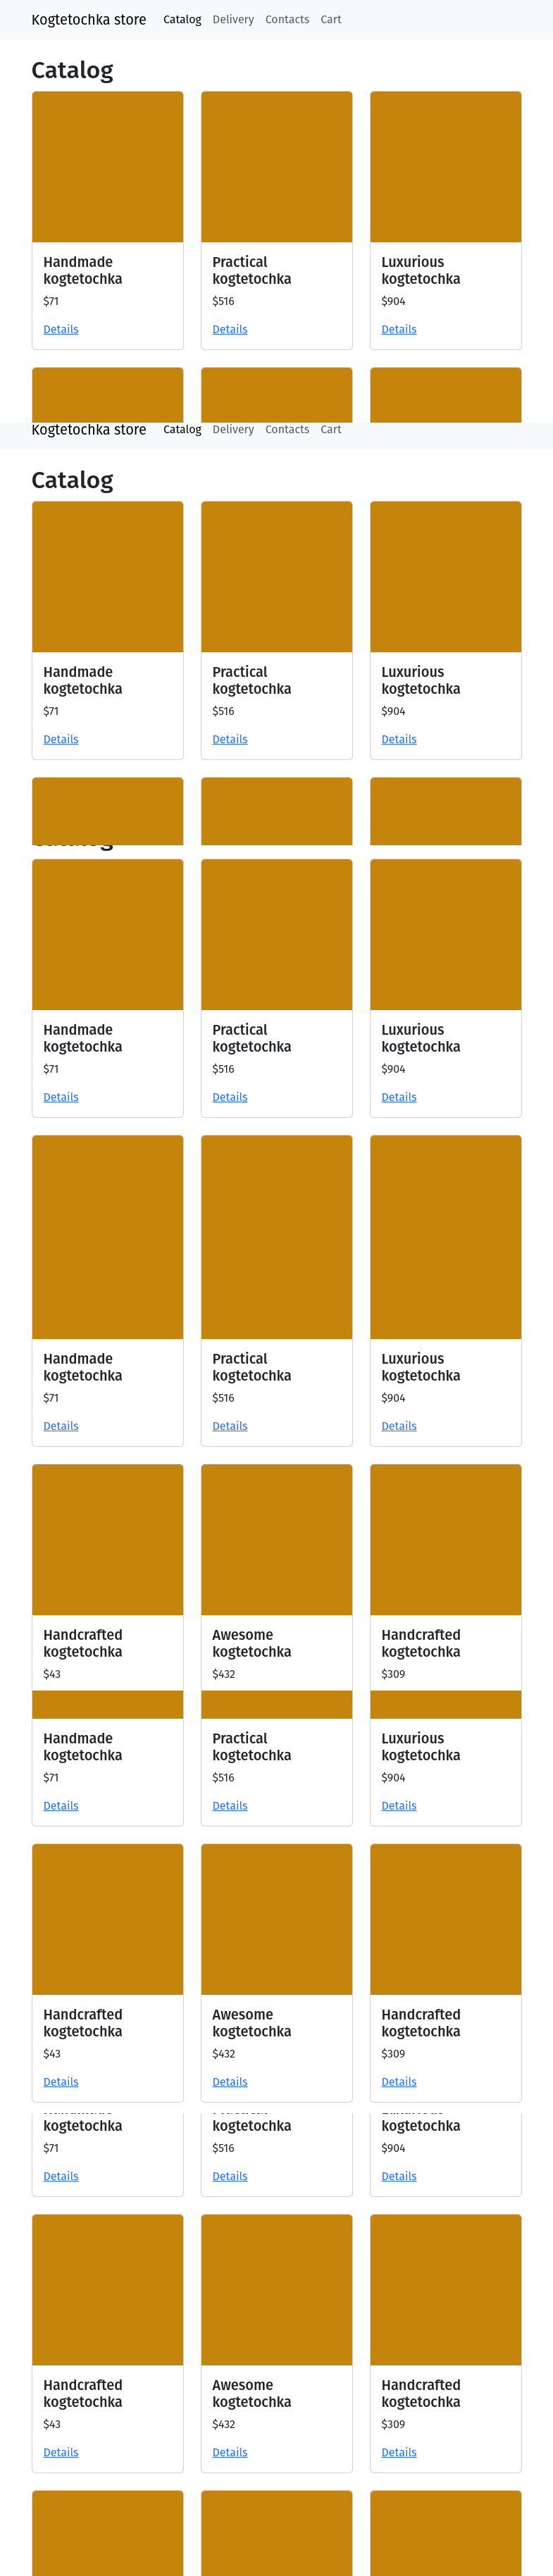 Kogtetochka store Catalog Delivery Contacts Cart
Catalog
Handmade kogtetochka
$71
Details
Practical kogtetochka
$516
Details
Luxurious kogtetochka
$904
Details
Kogtetochka store Catalog Delivery Contacts Cart
Catalog
Handmade kogtetochka
$71
Details
Practical kogtetochka
$516
Details
Luxurious kogtetochka
$904
Details
Handmade kogtetochka
$71
Details
Practical kogtetochka
$516
Details
Luxurious kogtetochka
$904
Details
Handmade kogtetochka
$71
Details
Practical kogtetochka
$516
Details
Luxurious kogtetochka
$904
Details
Handcrafted kogtetochka
$43
Awesome kogtetochka
$432
Handcrafted kogtetochka
$309
Handmade kogtetochka
$71
Details
Practical kogtetochka
$516
Details
Luxurious kogtetochka
$904
Details
Handcrafted kogtetochka
$43
Details
Awesome kogtetochka
$432
Details
Handcrafted kogtetochka
$309
Details
kogtetochka
$71
Details
kogtetochka
$516
Details
kogtetochka
$904
Details
Handcrafted kogtetochka
$43
Details
Awesome kogtetochka
$432
Details
Handcrafted kogtetochka
$309
Details